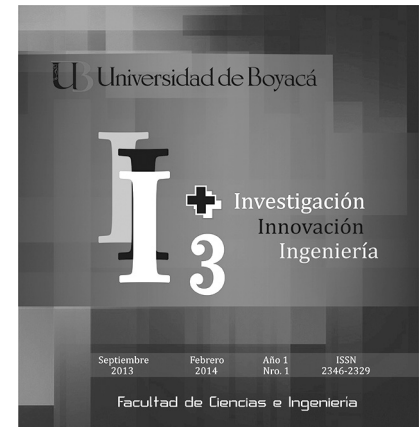 UB Universidad de Boyacá
I I I + 3
Investigación
Innovación
Ingeniería
Septiembre 2013
Febrero 2014
Año 1 Nro. 1
ISSN 2346-2329
Facultad de Ciencias e Ingeniería